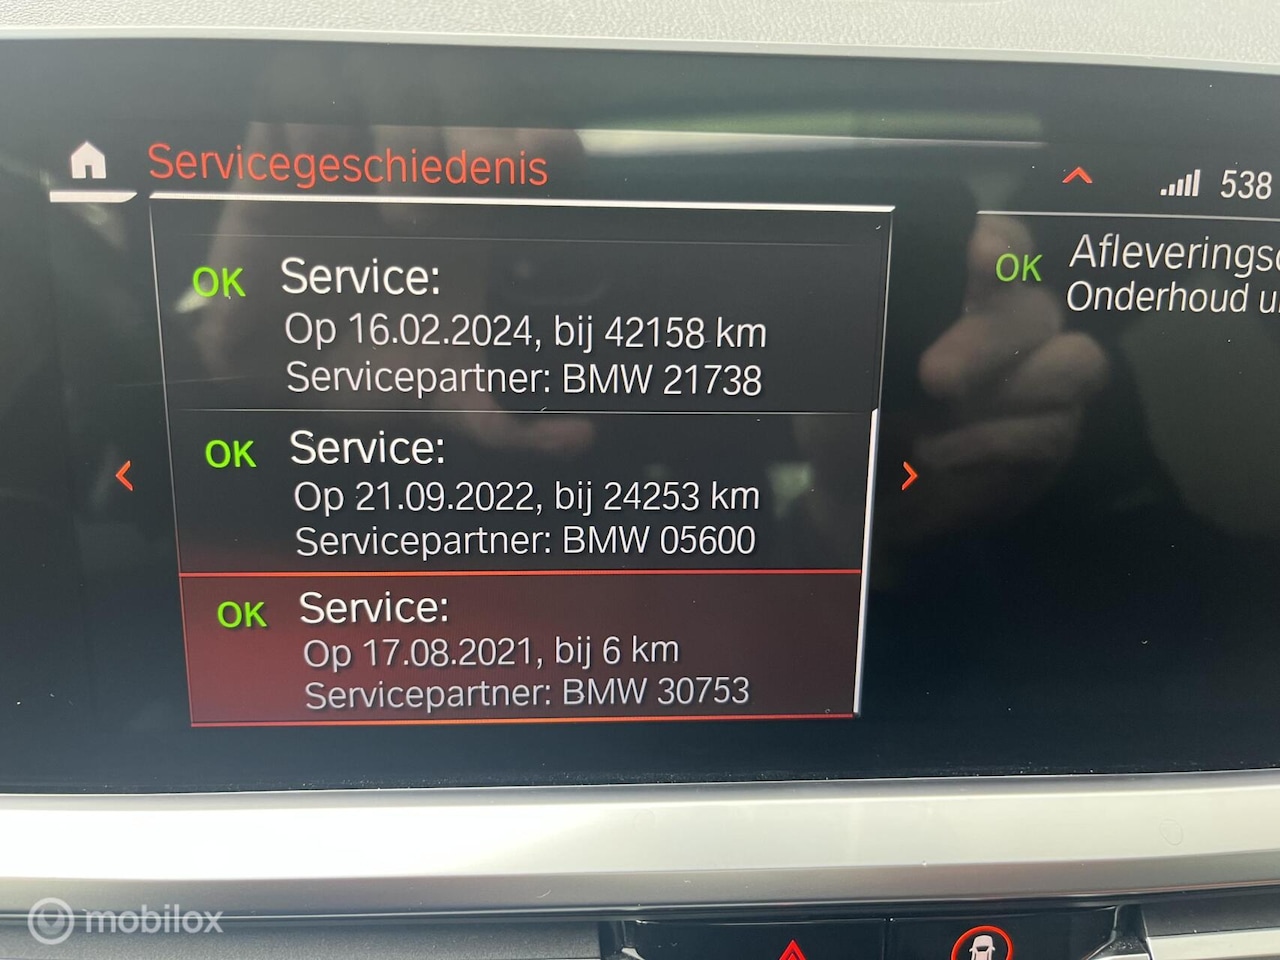 Servicegeschiedenis
538
OK Service:
Op 16.02.2024, bij 42158 km
Servicepartner: BMW 21738
OK Service:
Op 21.09.2022, bij 24253 km
Servicepartner: BMW 05600
OK Service:
Op 17.08.2021, bij 6 km
Servicepartner: BMW 30753
OK
Onderhoud
mobilox